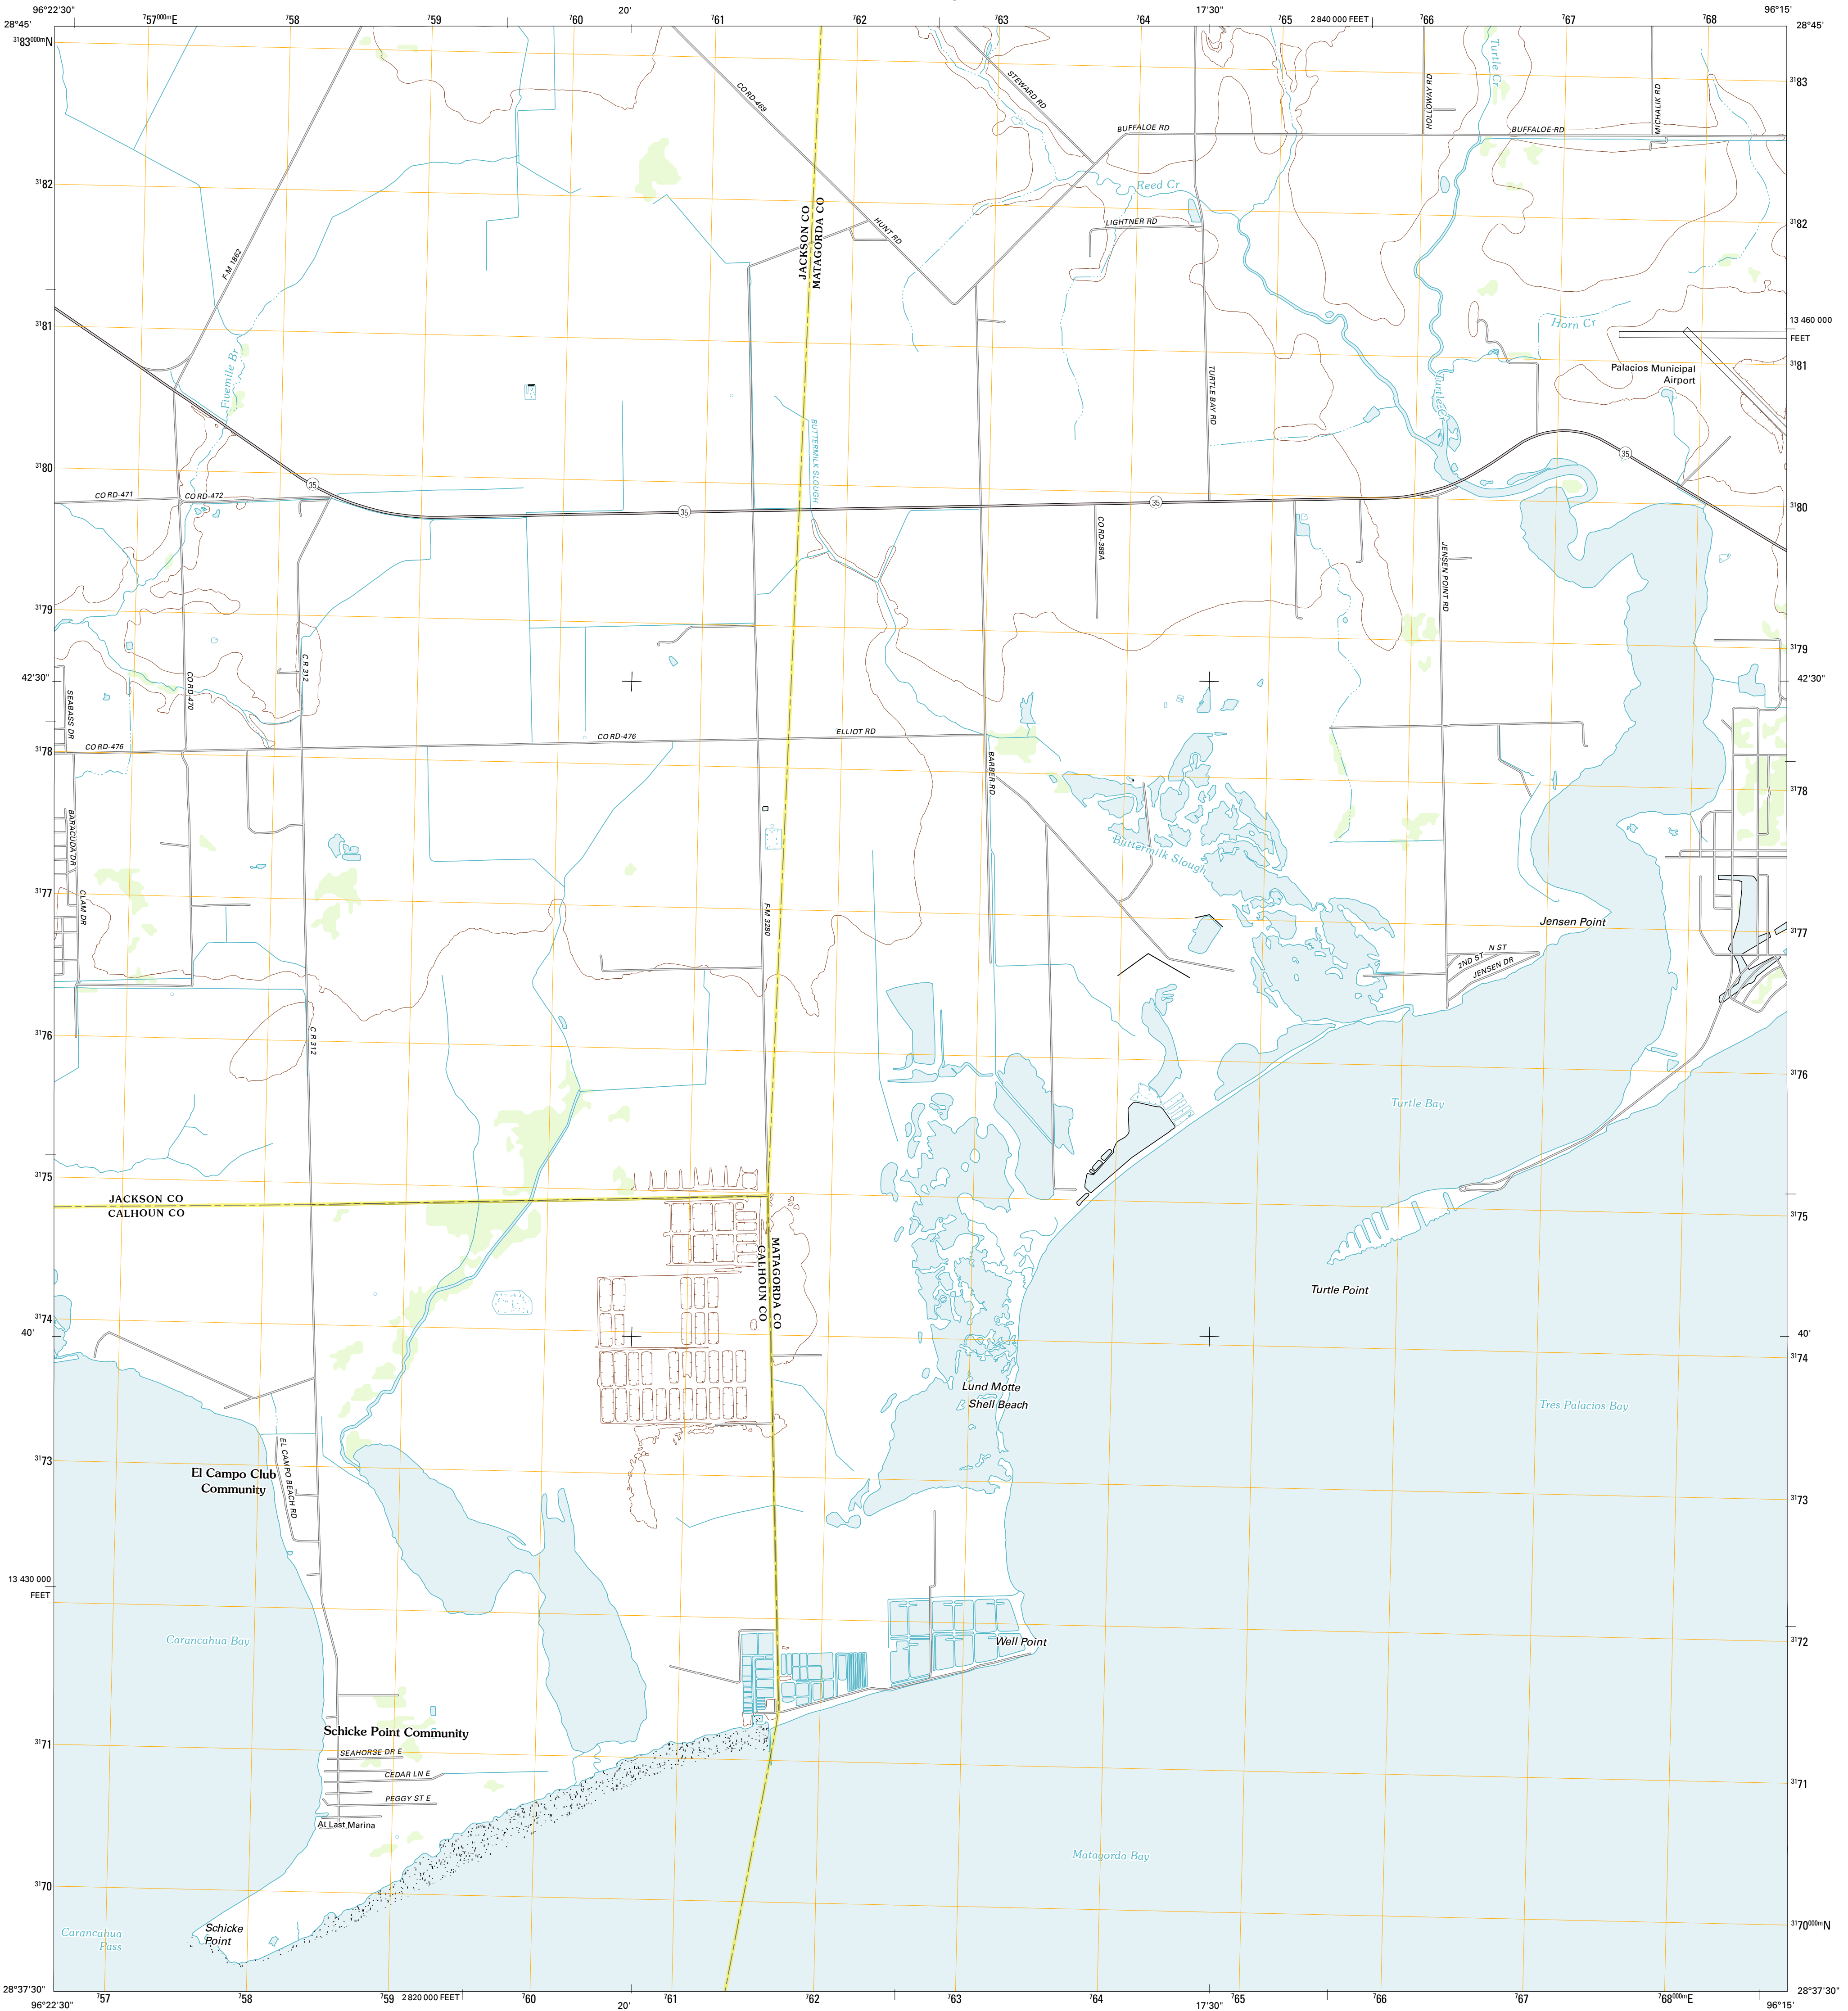 96°22'30"
⁷57⁰⁰⁰ᵐE
⁷58
⁷59
⁷60
20'
⁷61
⁷62
⁷63
⁷64
17'30"
⁷65
2 840 000 FEET
⁷66
⁷67
⁷68
96°15'
28°45'
28°45'
³¹83⁰⁰⁰ᵐN
³¹83
Turtle Cr
STEWARD RD
CO RD-469
HOLLOWAY RD
MICHALIK RD
BUFFALOE RD
BUFFALOE RD
³¹82
Reed Cr
JACKSON CO
MATAGORDA CO
HUNT RD
LIGHTNER RD
³¹82
F-M 1862
³¹81
13 460 000
FEET
Horn Cr
Fivemile Br
TURTLE BAY RD
Palacios Municipal
Airport
³¹81
Turtle Cr
BUTTERMILK SLOUGH
35
³¹80
35
CO RD-471
CO RD-472
35
35
³¹80
CO RD-388A
JENSEN POINT RD
³¹79
C R 312
³¹79
42'30"
42'30"
SEABASS DR
CO RD-470
³¹78
CO RD-476
CO RD-476
ELLIOT RD
BARBER RD
³¹78
BARACUDA DR
Buttermilk Slough
³¹77
CLAM DR
F-M 3280
Jensen Point
³¹77
N ST
2ND ST
JENSEN DR
³¹76
C R 312
³¹76
Turtle Bay
³¹75
JACKSON CO
CALHOUN CO
³¹75
MATAGORDA CO
CALHOUN CO
Turtle Point
³¹74
40'
40'
³¹74
Lund Motte
Shell Beach
Tres Palacios Bay
³¹73
El Campo Club
Community
EL CAMPO BEACH RD
³¹73
13 430 000
FEET
Carancahua Bay
Well Point
³¹72
Schicke Point Community
³¹71
SEAHORSE DR E
CEDAR LN E
³¹71
PEGGY ST E
At Last Marina
Matagorda Bay
³¹70
Schicke
Point
Carancahua
Pass
³¹70⁰⁰⁰ᵐN
28°37'30"
28°37'30"
⁷57
⁷58
⁷59
2 820 000 FEET
⁷60
⁷61
⁷62
⁷63
⁷64
⁷65
⁷66
⁷67
⁷68⁰⁰⁰ᵐE
96°22'30"
20'
17'30"
96°15'